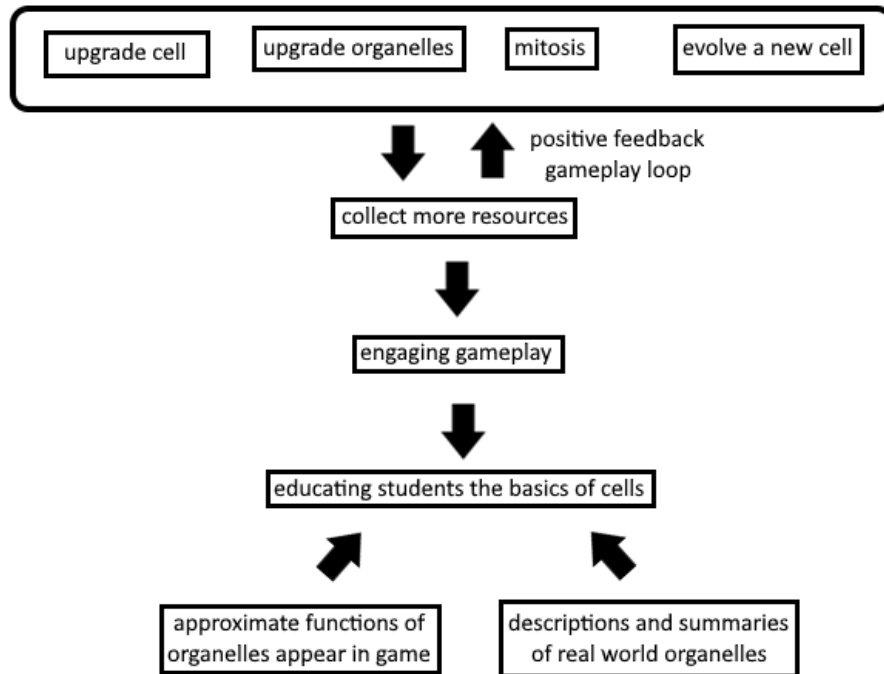 upgrade cell
upgrade organelles
mitosis
evolve a new cell
positive feedback
gameplay loop
collect more resources
engaging gameplay
educating students the basics of cells
approximate functions of
organelles appear in game
descriptions and summaries
of real world organelles